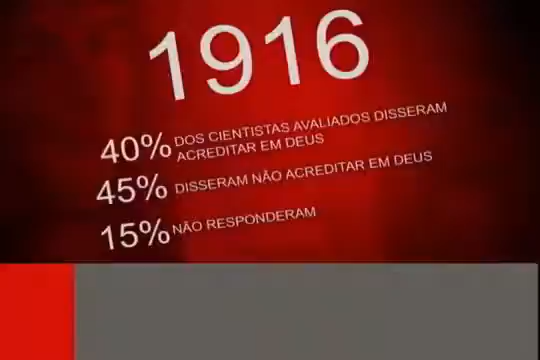 1916
40% DOS CIENTISTAS AVALIADOS DISSERAM
ACREDITAR EM DEUS
45% DISSERAM NÃO ACREDITAR EM DEUS
15% NÃO RESPONDERAM